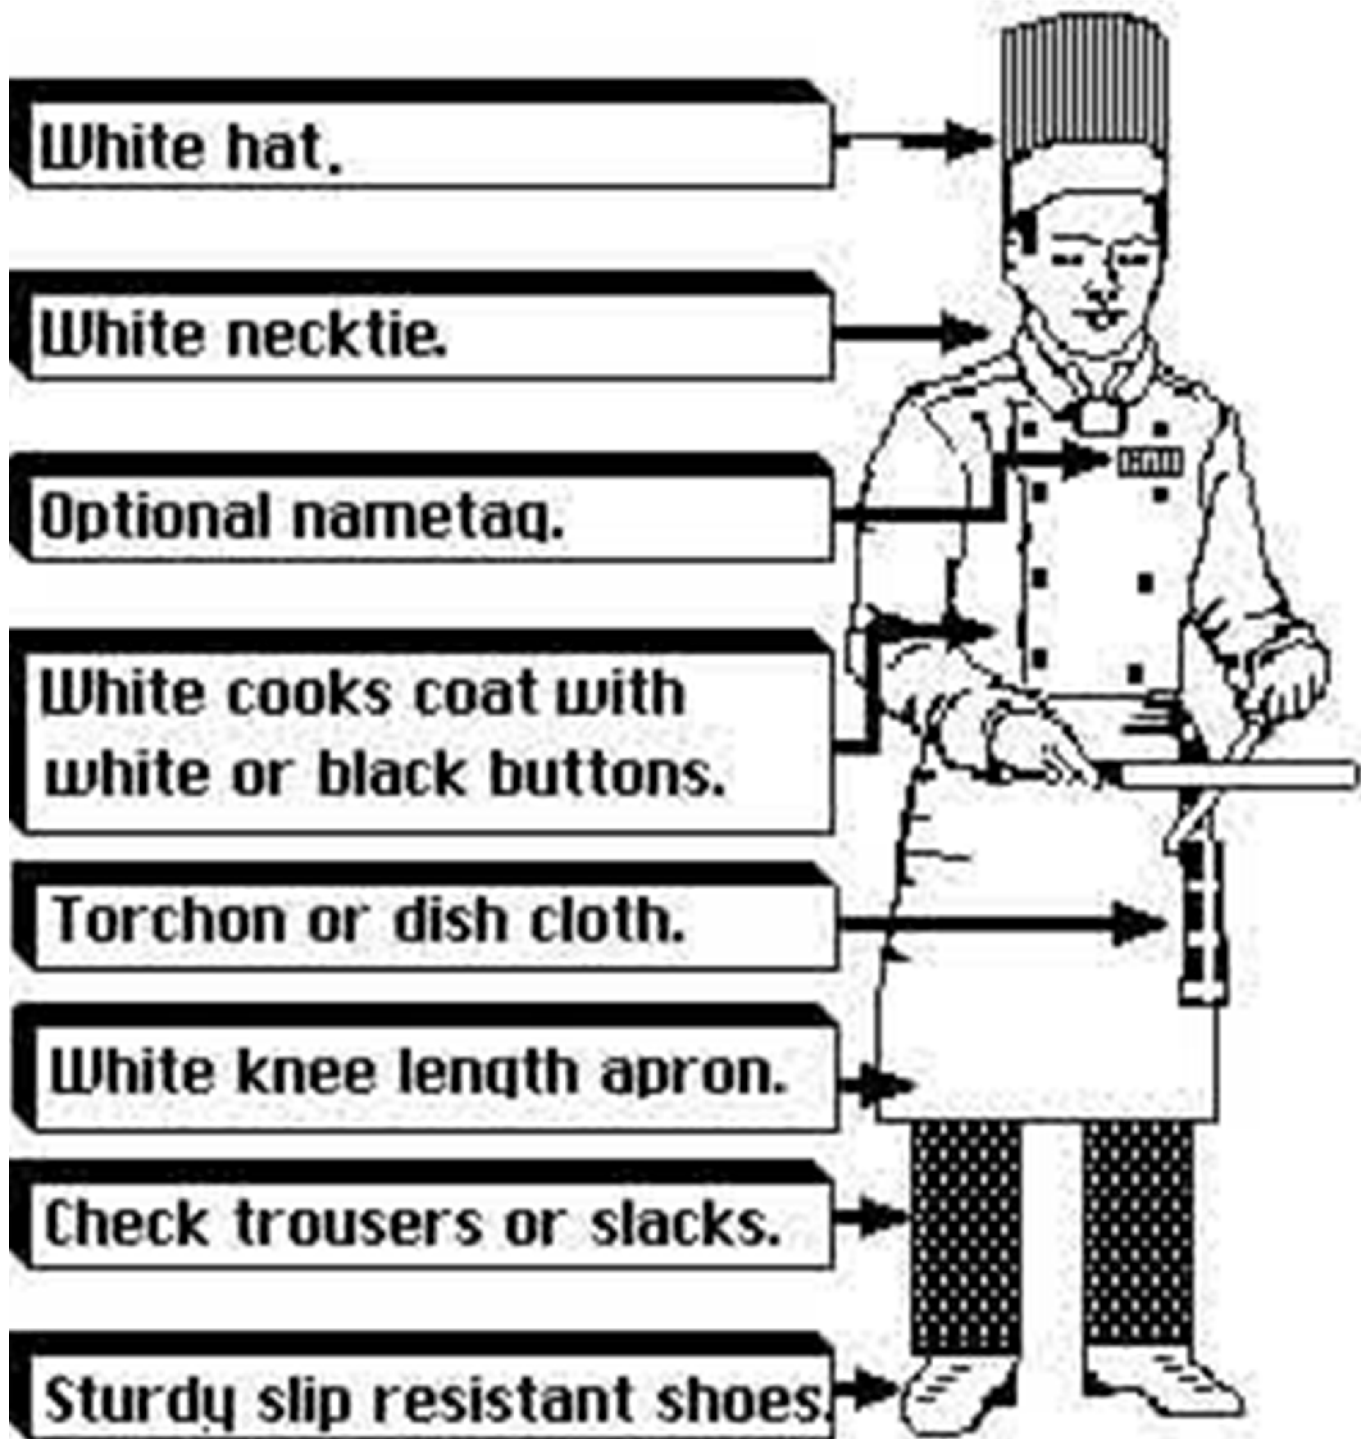 White hat.
White necktie.
Optional nametag.
White cooks coat with
white or black buttons.
Torchon or dish cloth.
White knee length apron.
Check trousers or slacks.
Sturdy slip resistant shoes.